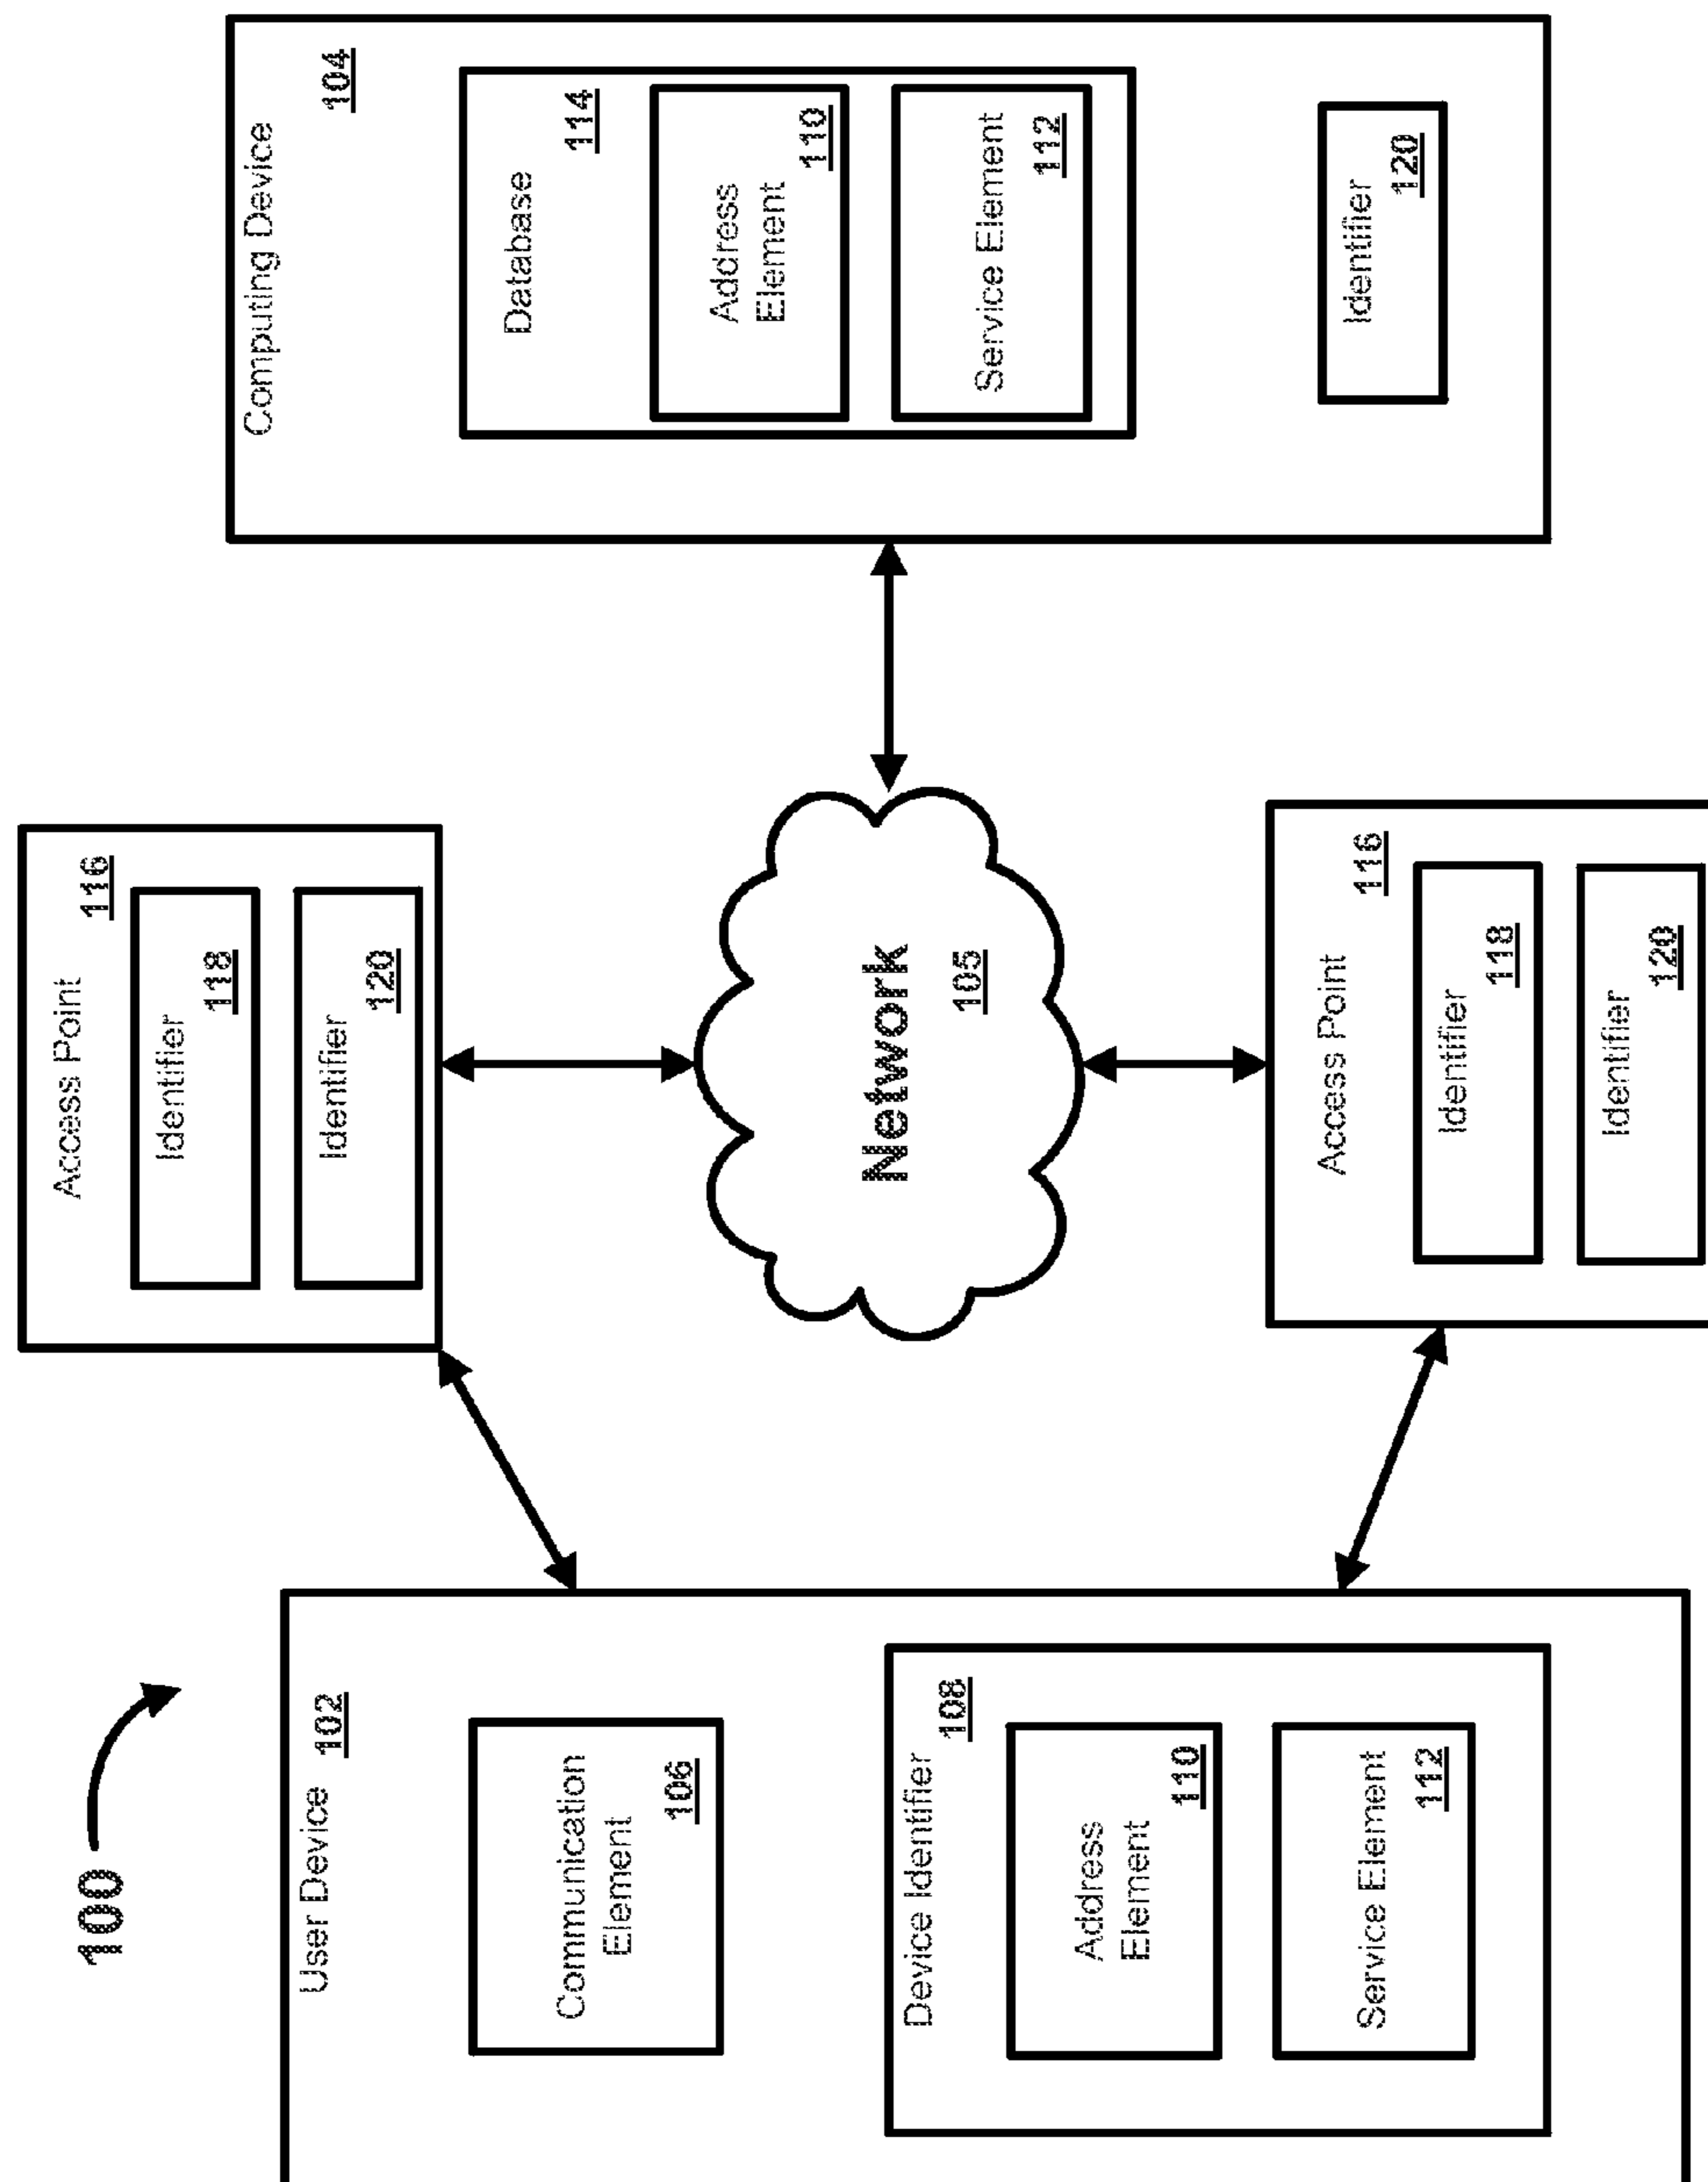 100
User Device
102
Communication
Element
106
Device Identifier
108
Address
Element
110
Service Element
112
Access Point
116
Identifier
118
Identifier
120
Network
105
Access Point
116
Identifier
118
Identifier
120
Computing Device
104
Database
114
Address
Element
110
Service Element
112
Identifier
120